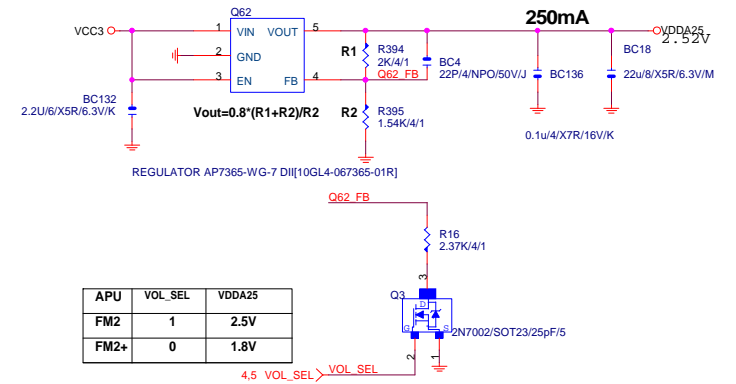 Q62
250mA
VCC3
1 VIN VOUT 5
2 GND
3 EN FB 4
R1 R394
2K/4/1
Q62_FB
BC4
22P/4/NPO/50V/J
BC136
VDDA25
2.52V
BC18
22u/8/X5R/6.3V/M
BC132
2.2U/6/X5R/6.3V/K
Vout=0.8*(R1+R2)/R2
R2 R395
1.54K/4/1
0.1u/4/X7R/16V/K
REGULATOR AP7365-WG-7 DII[10GL4-067365-01R]
Q62_FB
R16
2.37K/4/1
3
Q3
D
G S
2N7002/SOT23/25pF/5
2 1
APU VOL_SEL VDDA25
FM2 1 2.5V
FM2+ 0 1.8V
4,5 VOL_SEL VOL_SEL